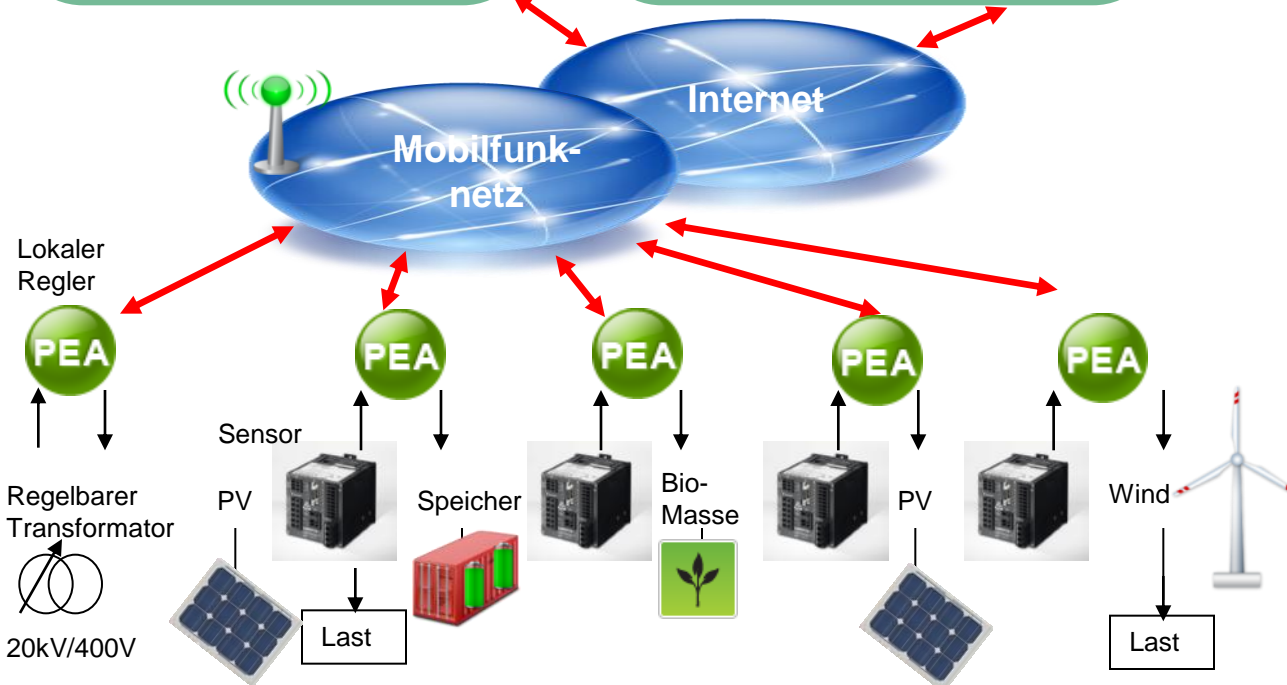 Internet
Mobilfunk-
netz
Lokaler
Regler
PEA
PEA
PEA
PEA
PEA
Sensor
Regelbarer
Transformator
PV
Speicher
Bio-
Masse
PV
Wind
20kV/400V
Last
Last